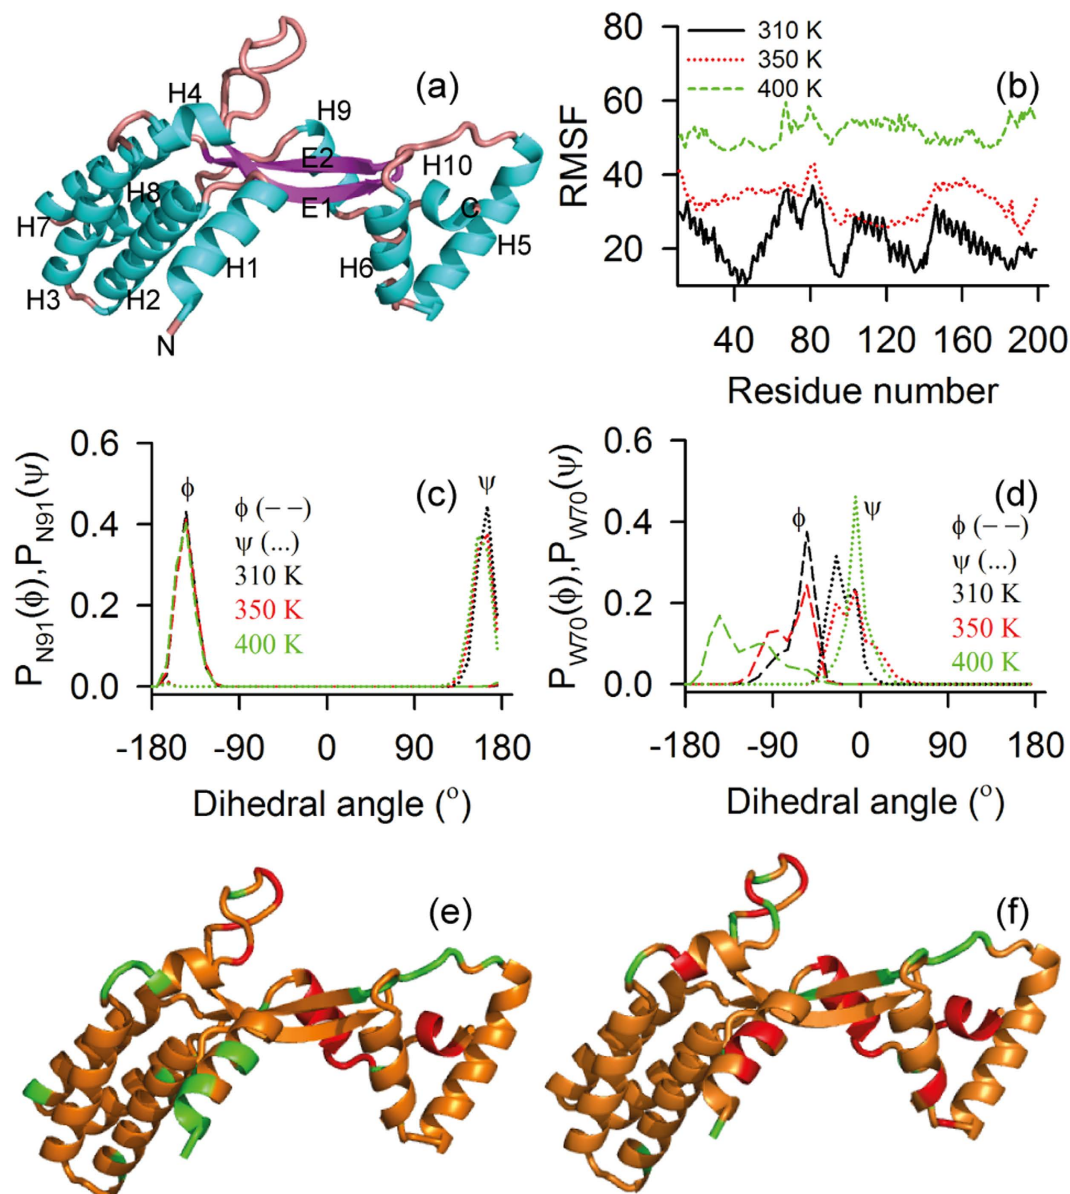 (a)
H4
H9
E2
H10
H8
E1
C
H7
H5
H1
H6
H3
H2
N
(b)
310 K
350 K
400 K
RMSF
80
60
40
20
40
80
120
160
200
Residue number
(c)
P_N91(ϕ),P_N91(ψ)
0.6
0.4
0.2
0.0
ϕ
ψ
ϕ (– –)
ψ (...)
310 K
350 K
400 K
-180
-90
0
90
180
Dihedral angle (°)
(d)
P_W70(ϕ),P_W70(ψ)
0.6
0.4
0.2
0.0
ϕ
ψ
ϕ (– –)
ψ (...)
310 K
350 K
400 K
-180
-90
0
90
180
Dihedral angle (°)
(e)
(f)